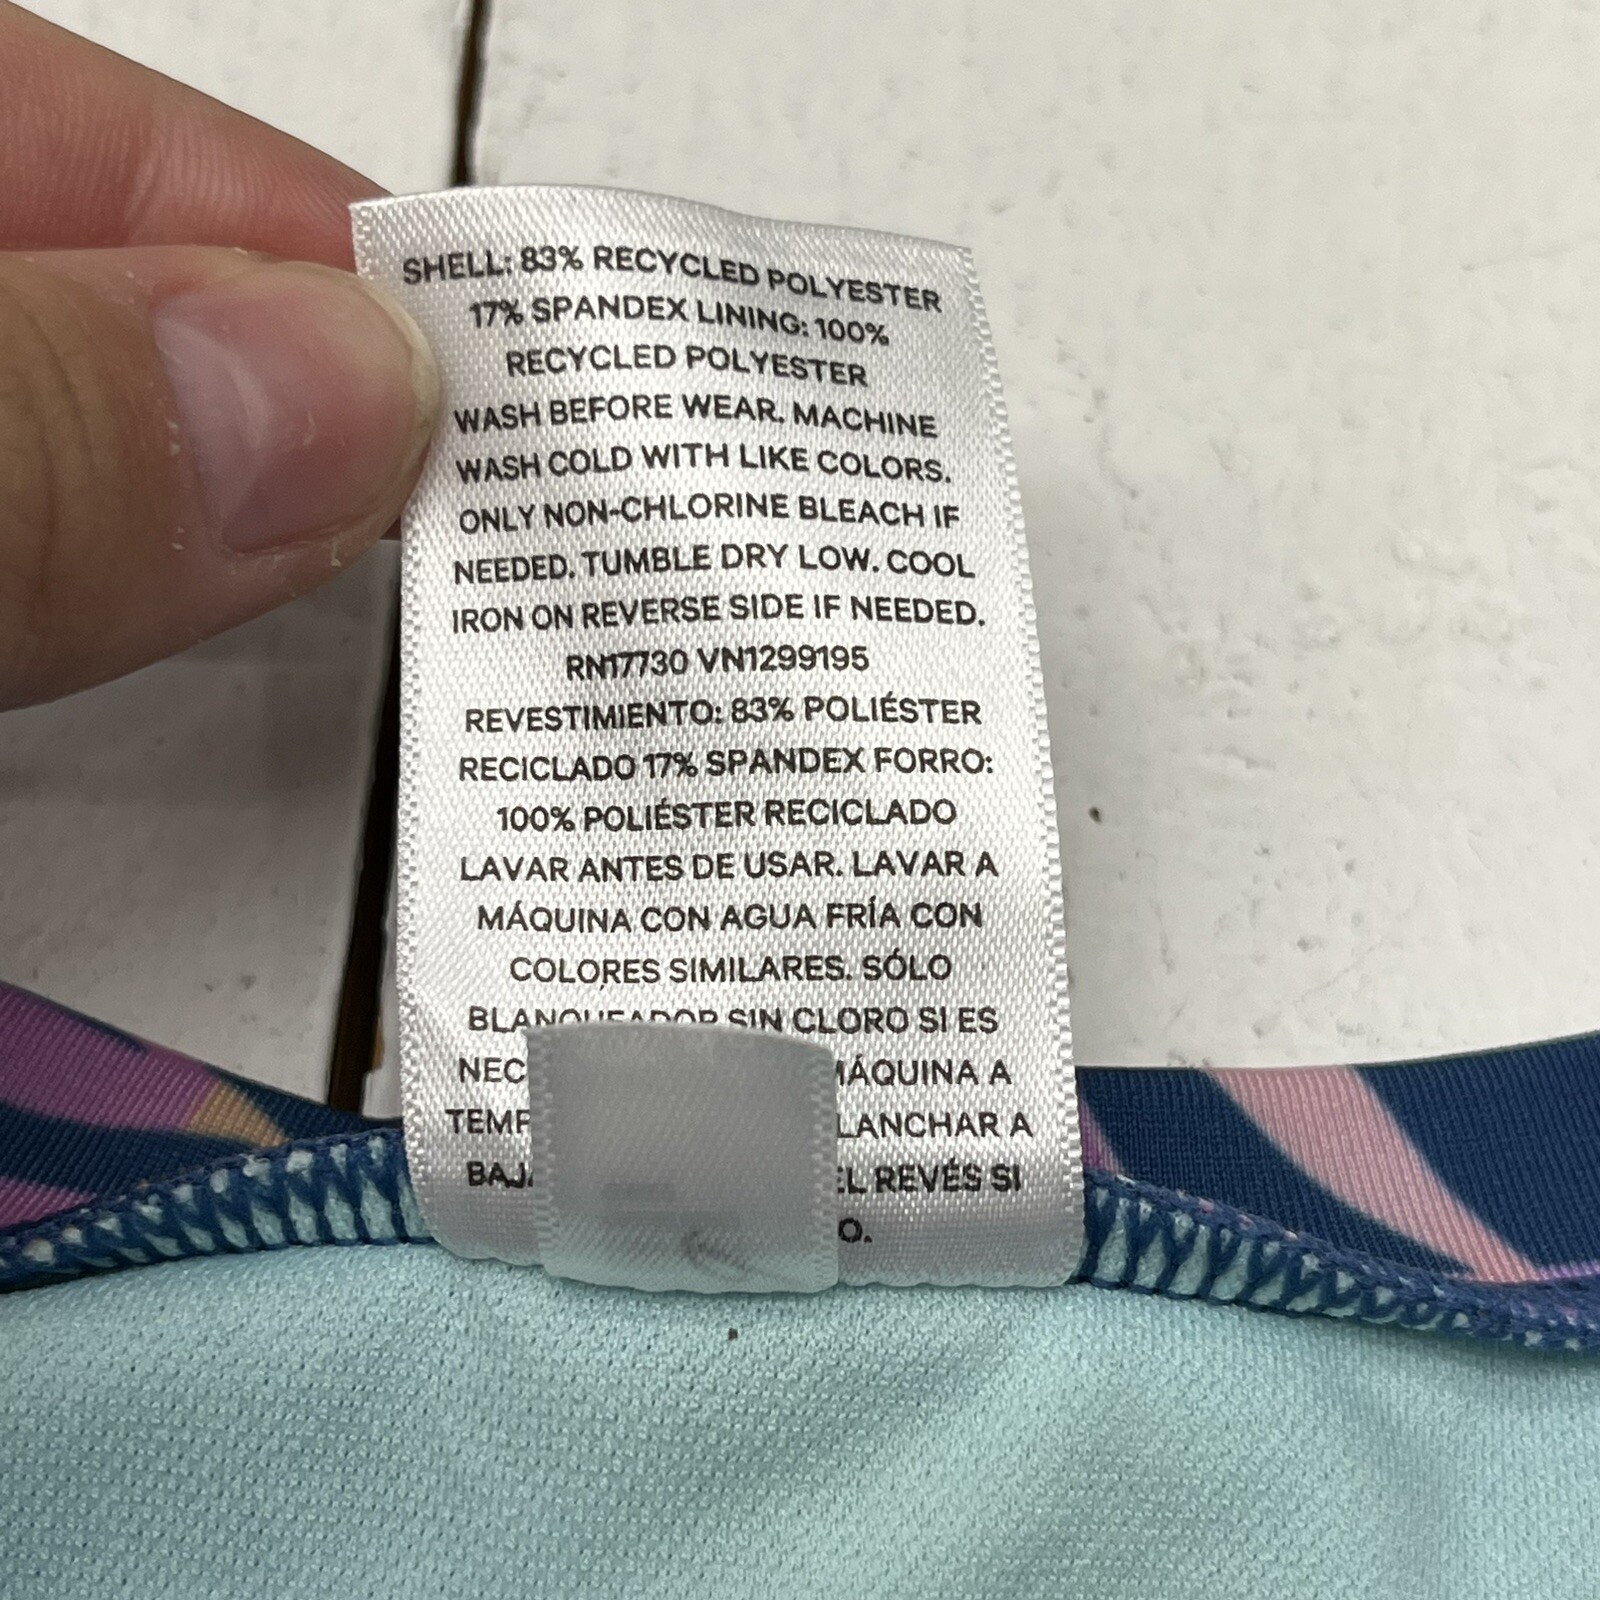 SHELL: 83% RECYCLED POLYESTER
17% SPANDEX LINING: 100%
RECYCLED POLYESTER
WASH BEFORE WEAR. MACHINE
WASH COLD WITH LIKE COLORS.
ONLY NON-CHLORINE BLEACH IF
NEEDED. TUMBLE DRY LOW. COOL
IRON ON REVERSE SIDE IF NEEDED.
RN17730 VN1299195
REVESTIMIENTO: 83% POLIÉSTER
RECICLADO 17% SPANDEX FORRO:
100% POLIÉSTER RECICLADO
LAVAR ANTES DE USAR. LAVAR A
MÁQUINA CON AGUA FRÍA CON
COLORES SIMILARES. SÓLO
BLANQUEADOR SIN CLORO SI ES
A
A
REVÉS SI